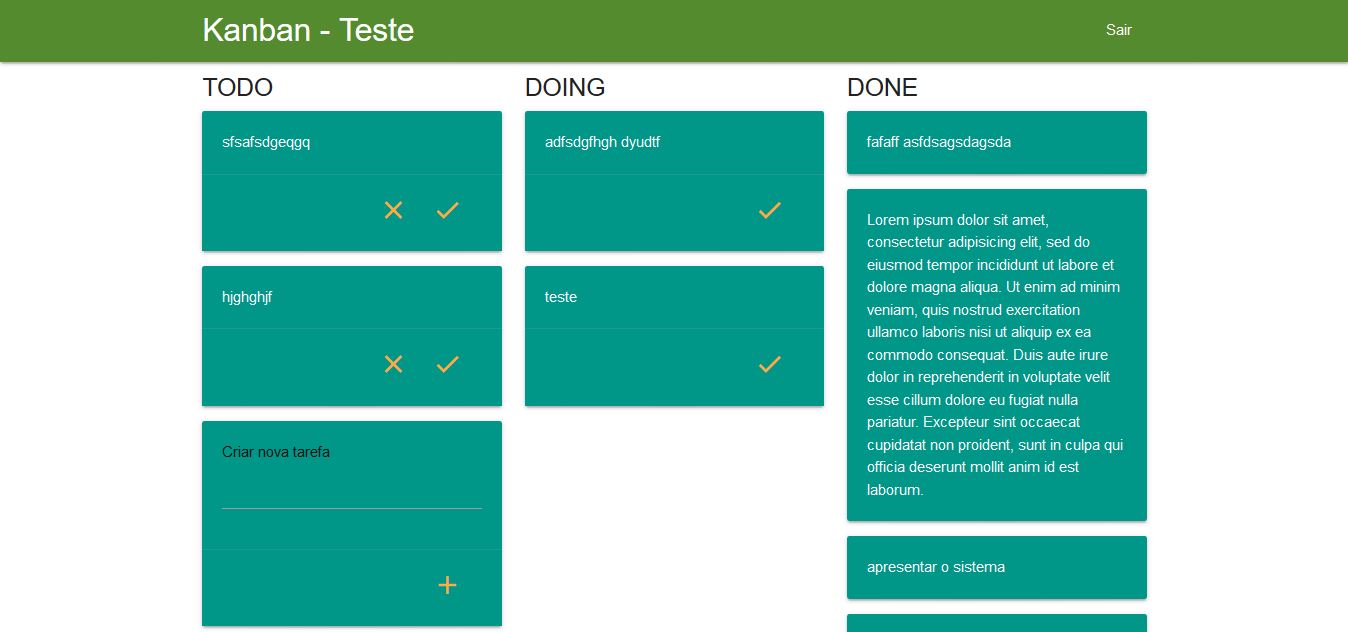 Kanban - Teste
Sair
TODO
sfsafsdgeqgq
hjghghjf
Criar nova tarefa
DOING
adfsdgfhgh dyudtf
teste
DONE
fafaff asfdsagsdagsda
Lorem ipsum dolor sit amet,
consectetur adipisicing elit, sed do
eiusmod tempor incididunt ut labore et
dolore magna aliqua. Ut enim ad minim
veniam, quis nostrud exercitation
ullamco laboris nisi ut aliquip ex ea
commodo consequat. Duis aute irure
dolor in reprehenderit in voluptate velit
esse cillum dolore eu fugiat nulla
pariatur. Excepteur sint occaecat
cupidatat non proident, sunt in culpa qui
officia deserunt mollit anim id est
laborum.
apresentar o sistema